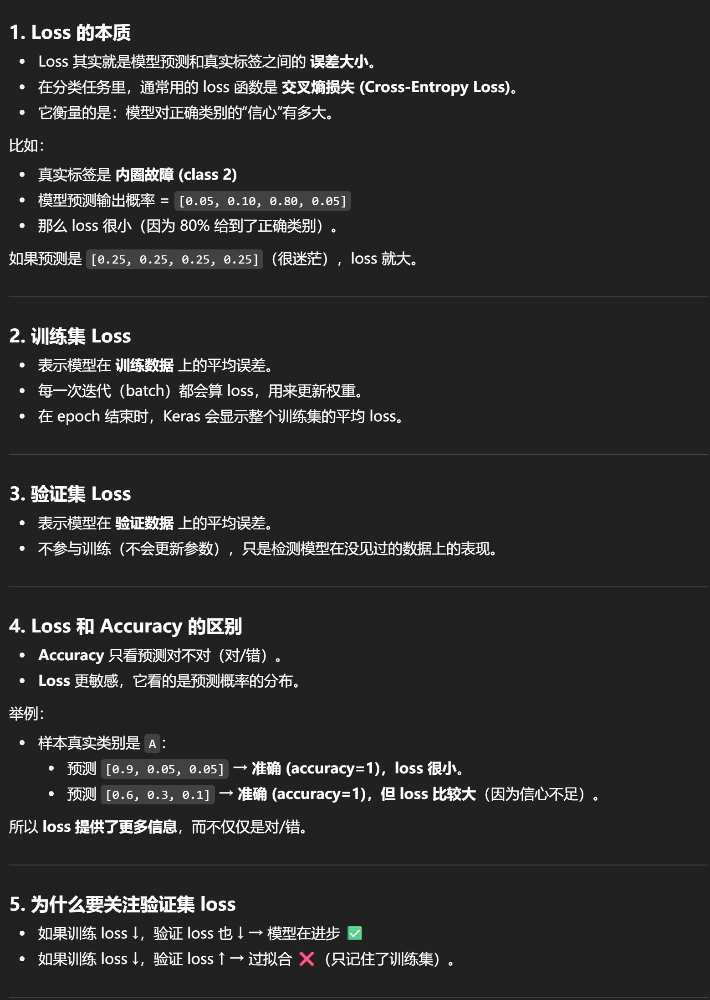 1. Loss 的本质
• Loss 其实就是模型预测和真实标签之间的 误差大小。
• 在分类任务里，通常用的 loss 函数是 交叉熵损失 (Cross-Entropy Loss)。
• 它衡量的是：模型对正确类别的“信心”有多大。
比如：
• 真实标签是 内圈故障 (class 2)
• 模型预测输出概率 = [0.05, 0.10, 0.80, 0.05]
• 那么 loss 很小（因为 80% 给到了正确类别）。
如果预测是 [0.25, 0.25, 0.25, 0.25]（很迷茫），loss 就大。
2. 训练集 Loss
• 表示模型在 训练数据 上的平均误差。
• 每一次迭代（batch）都会算 loss，用来更新权重。
• 在 epoch 结束时，Keras 会显示整个训练集的平均 loss。
3. 验证集 Loss
• 表示模型在 验证数据 上的平均误差。
• 不参与训练（不会更新参数），只是检测模型在没见过的数据上的表现。
4. Loss 和 Accuracy 的区别
• Accuracy 只看预测对不对（对/错）。
• Loss 更敏感，它看的是预测概率的分布。
举例：
• 样本真实类别是 A：
• 预测 [0.9, 0.05, 0.05] → 准确 (accuracy=1)，loss 很小。
• 预测 [0.6, 0.3, 0.1] → 准确 (accuracy=1)，但 loss 比较大（因为信心不足）。
所以 loss 提供了更多信息，而不仅仅是对/错。
5. 为什么要关注验证集 loss
• 如果训练 loss ↓，验证 loss 也 ↓ → 模型在进步 ✅
• 如果训练 loss ↓，验证 loss ↑ → 过拟合 ❌（只记住了训练集）。